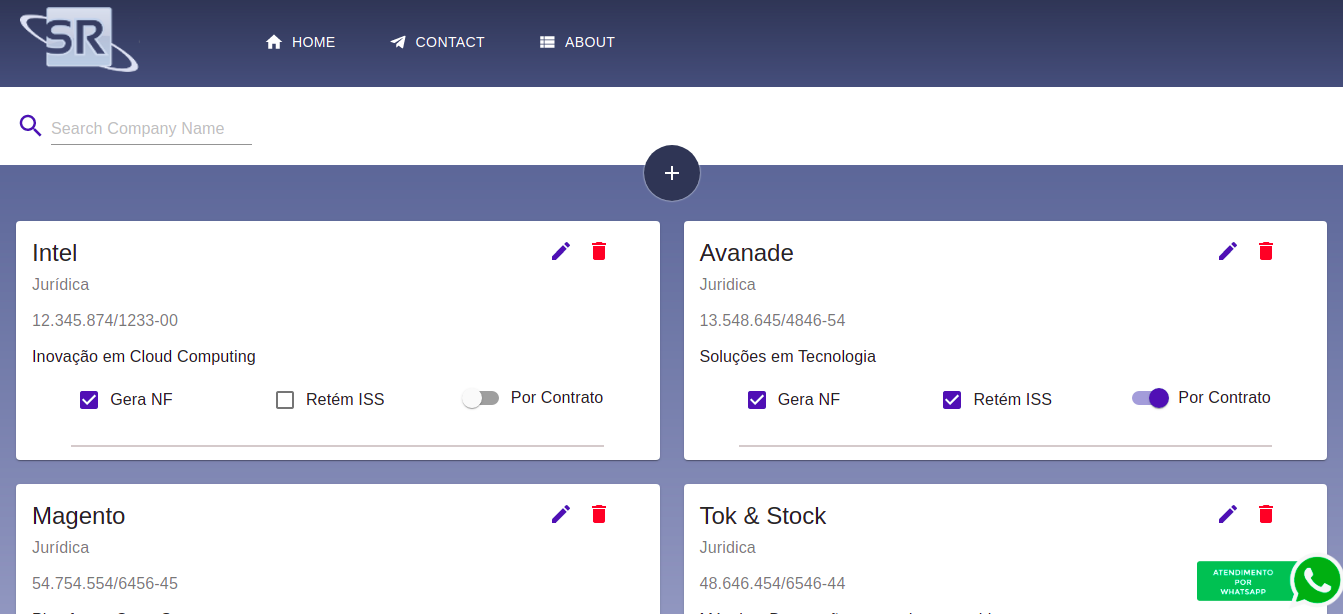 SR
HOME
CONTACT
ABOUT
Search Company Name
+
Intel
Jurídica
12.345.874/1233-00
Inovação em Cloud Computing
Gera NF
Retém ISS
Por Contrato
Avanade
Juridica
13.548.645/4846-54
Soluções em Tecnologia
Gera NF
Retém ISS
Por Contrato
Magento
Jurídica
54.754.554/6456-45
Tok & Stock
Juridica
48.646.454/6546-44
ATENDIMENTO
POR
WHATSAPP